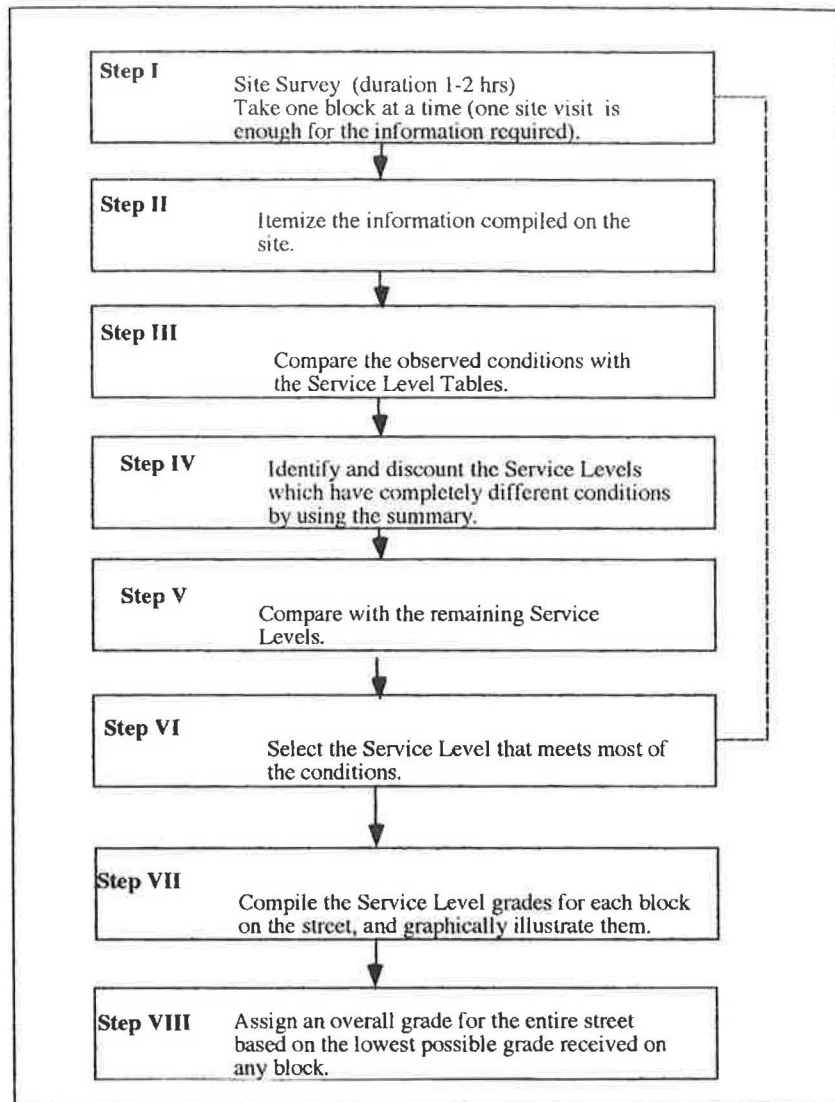 Step I
Site Survey (duration 1-2 hrs)
Take one block at a time (one site visit is
enough for the information required).
Step II
Itemize the information compiled on the
site.
Step III
Compare the observed conditions with
the Service Level Tables.
Step IV
Identify and discount the Service Levels
which have completely different conditions
by using the summary.
Step V
Compare with the remaining Service
Levels.
Step VI
Select the Service Level that meets most of
the conditions.
Step VII
Compile the Service Level grades for each block
on the street, and graphically illustrate them.
Step VIII
Assign an overall grade for the entire street
based on the lowest possible grade received on
any block.